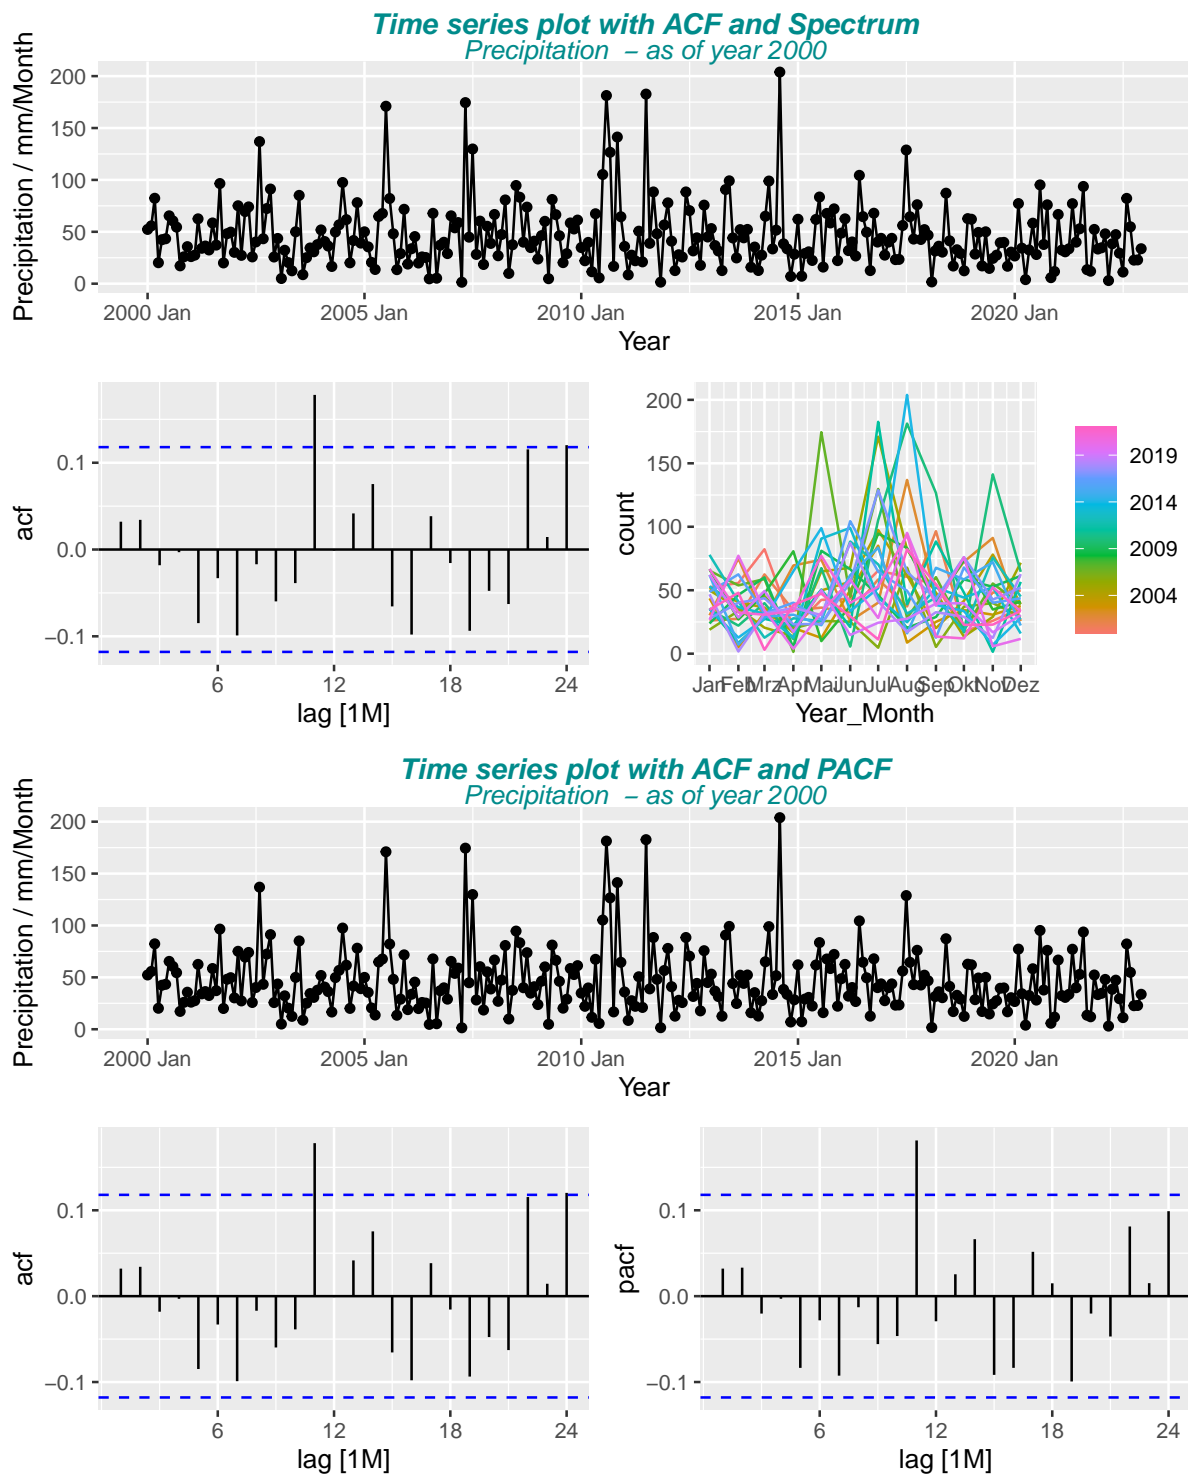 Time series plot with ACF and Spectrum
Precipitation – as of year 2000
Precipitation / mm/Month
200
150
100
50
0
2000 Jan
2005 Jan
2010 Jan
2015 Jan
2020 Jan
Year
acf
0.1
0.0
−0.1
6
12
18
24
lag [1M]
count
200
150
100
50
0
Jan
Feb
Mrz
Apr
Mai
Jun
Jul
Aug
Sep
Okt
Nov
Dez
Year_Month
2019
2014
2009
2004
Time series plot with ACF and PACF
Precipitation – as of year 2000
Precipitation / mm/Month
200
150
100
50
0
2000 Jan
2005 Jan
2010 Jan
2015 Jan
2020 Jan
Year
acf
0.1
0.0
−0.1
6
12
18
24
lag [1M]
pacf
0.1
0.0
−0.1
6
12
18
24
lag [1M]